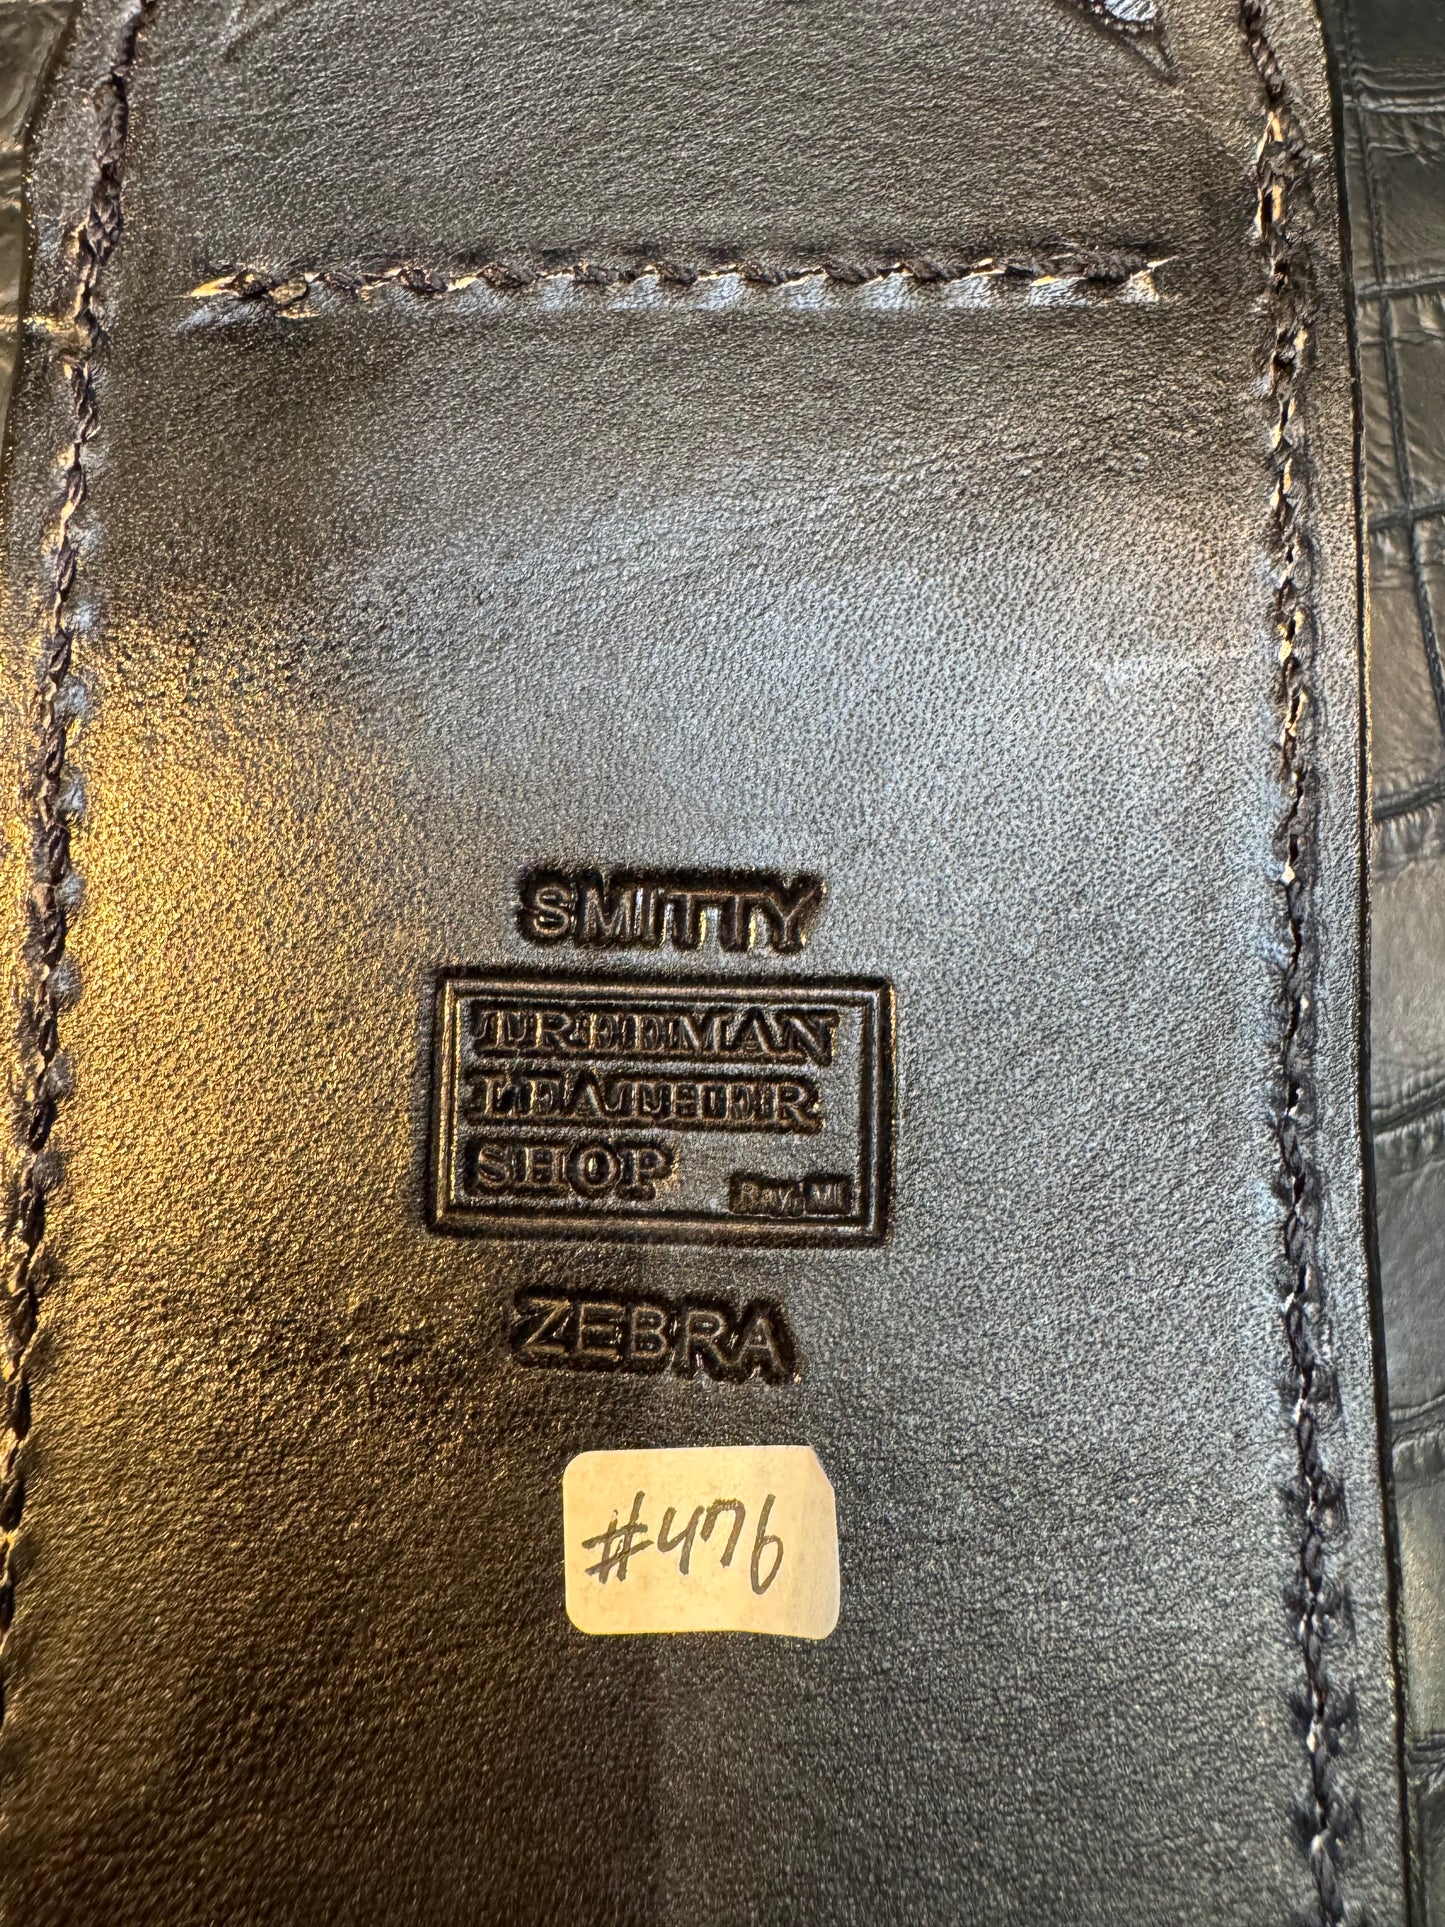 SMITTY
TREEMAN
LEATHER
SHOP Ray, MI
ZEBRA
#476